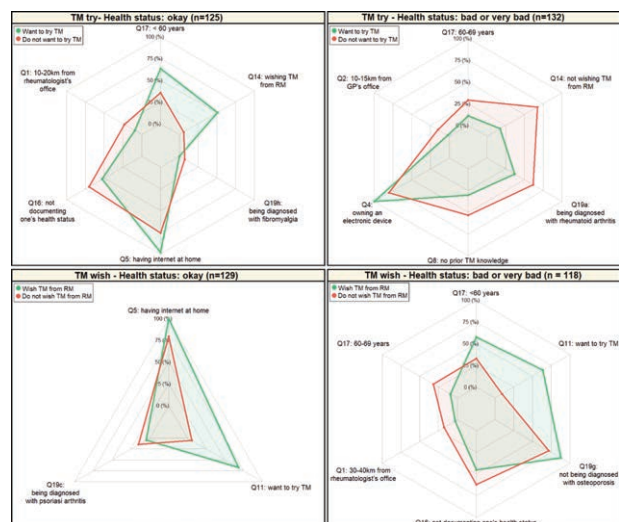 TM try- Health status: okay (n=125)
Want to try TM
Do not want to try TM
Q17: < 60 years
100 (%)
75 (%)
50 (%)
25 (%)
0 (%)
Q1: 10-20km from
rheumatologist's
office
Q14: wishing TM
from RM
Q16: not
documenting
one's health status
Q19h:
being diagnosed
with fibromyalgia
Q5: having internet at home
TM try - Health status: bad or very bad (n=132)
Want to try TM
Do not want to try TM
Q17: 60-69 years
100 (%)
75 (%)
50 (%)
25 (%)
0 (%)
Q2: 10-15km from
GP's office
Q14: not wishing TM
from RM
Q4:
owning an
electronic device
Q19a:
being diagnosed with
rheumatoid arthritis
Q8: no prior TM knowledge
TM wish - Health status: okay (n=129)
Wish TM from RM
Do not wish TM from RM
Q5: having internet at home
100 (%)
75 (%)
50 (%)
25 (%)
0 (%)
Q19c:
being diagnosed
with psoriasi arthritis
Q11: want to try TM
TM wish - Health status: bad or very bad (n = 118)
Wish TM from RM
Do not wish TM from RM
Q17: <60 years
100 (%)
75 (%)
50 (%)
25 (%)
0 (%)
Q17: 60-69 years
Q11: want to try TM
Q1: 30-40km from
rheumatologist's office
Q19g:
not being diagnosed
with osteoporosis
not documenting one's health status